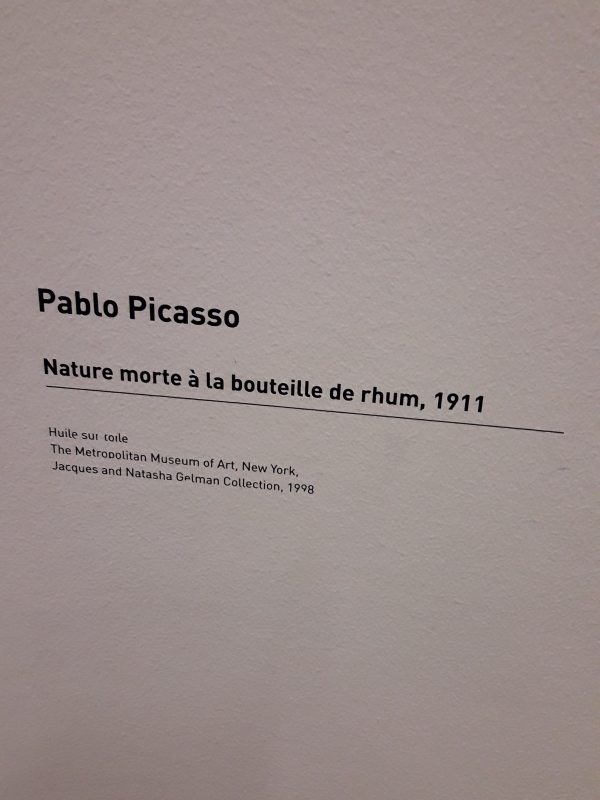 Pablo Picasso
Nature morte à la bouteille de rhum, 1911
Huile sur toile
The Metropolitan Museum of Art, New York,
Jacques and Natasha Gelman Collection, 1998